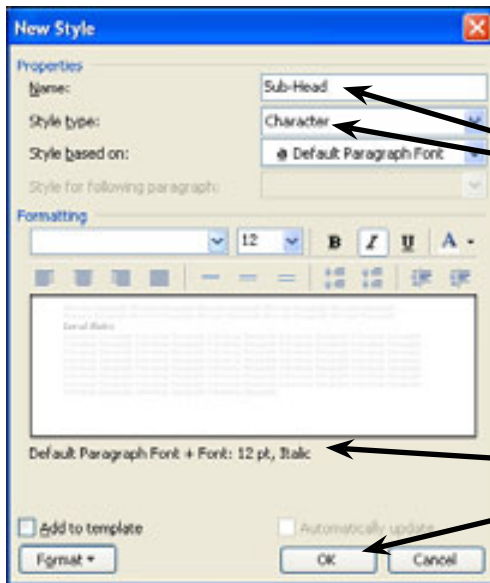 New Style
Properties
Name: Sub-Head
Style type: Character
Style based on: a Default Paragraph Font
Style for following paragraph:
Formatting
12 B I U A
Default Paragraph Font + Font: 12 pt, Italic
Add to template Automatically update
Format OK Cancel